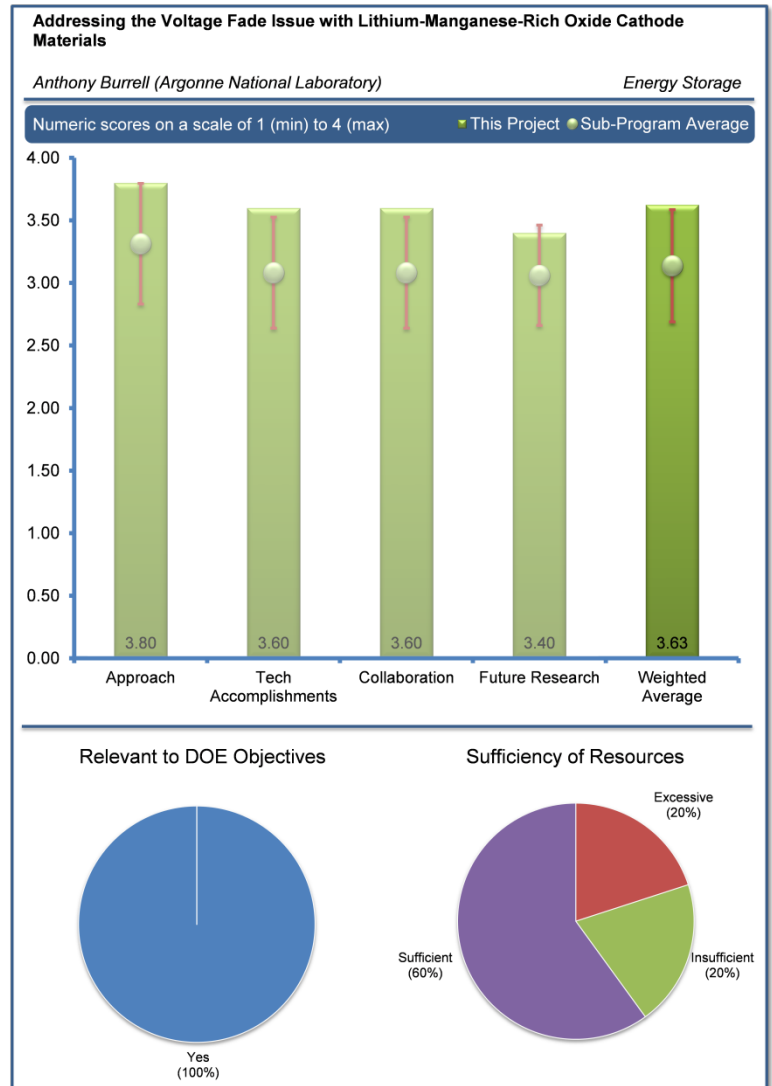 Addressing the Voltage Fade Issue with Lithium-Manganese-Rich Oxide Cathode
Materials
Anthony Burrell (Argonne National Laboratory) Energy Storage
Numeric scores on a scale of 1 (min) to 4 (max) This Project Sub-Program Average
4.00
3.50
3.00
2.50
2.00
1.50
1.00
0.50
0.00
3.80 3.60 3.60 3.40 3.63
Approach Tech Collaboration Future Research Weighted
Accomplishments Average
Relevant to DOE Objectives
Yes
(100%)
Sufficiency of Resources
Excessive
(20%)
Insufficient
(20%)
Sufficient
(60%)